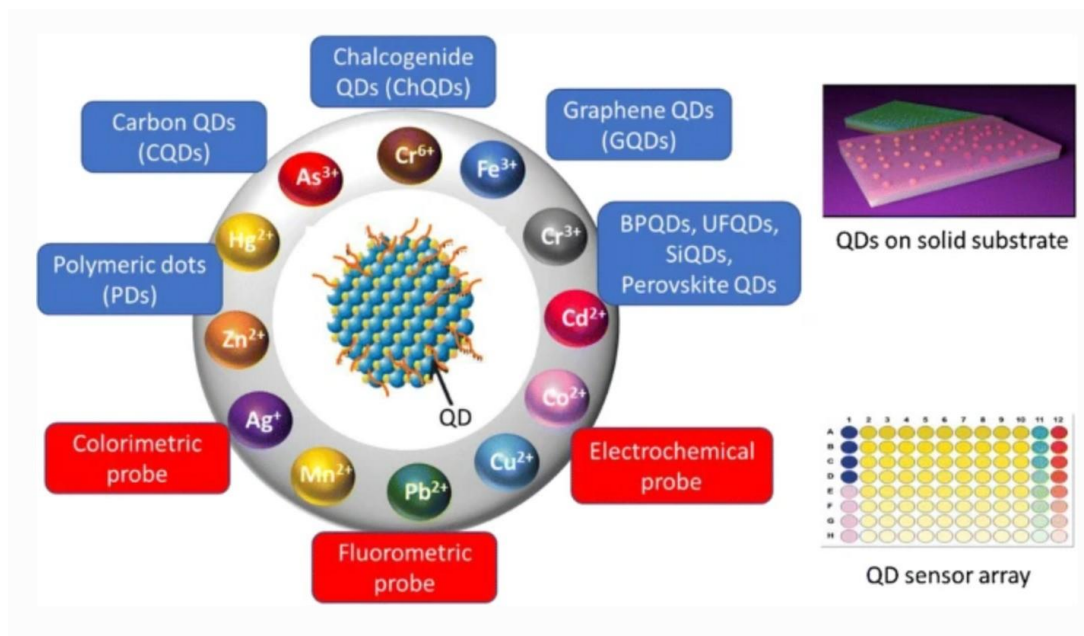 Chalcogenide
QDs (ChQDs)
Carbon QDs
(CQDs)
Graphene QDs
(GQDs)
Cr6+
As3+
Fe3+
Hg2+
Cr3+
BPQDs, UFQDs,
SiQDs,
Perovskite QDs
Polymeric dots
(PDs)
Zn2+
Cd2+
Co2+
Ag+
QD
Colorimetric
probe
Mn2+
Pb2+
Cu2+
Electrochemical
probe
Fluorometric
probe
QDs on solid substrate
1 2 3 4 5 6 7 8 9 10 11 12
A
B
C
D
E
F
G
H
QD sensor array